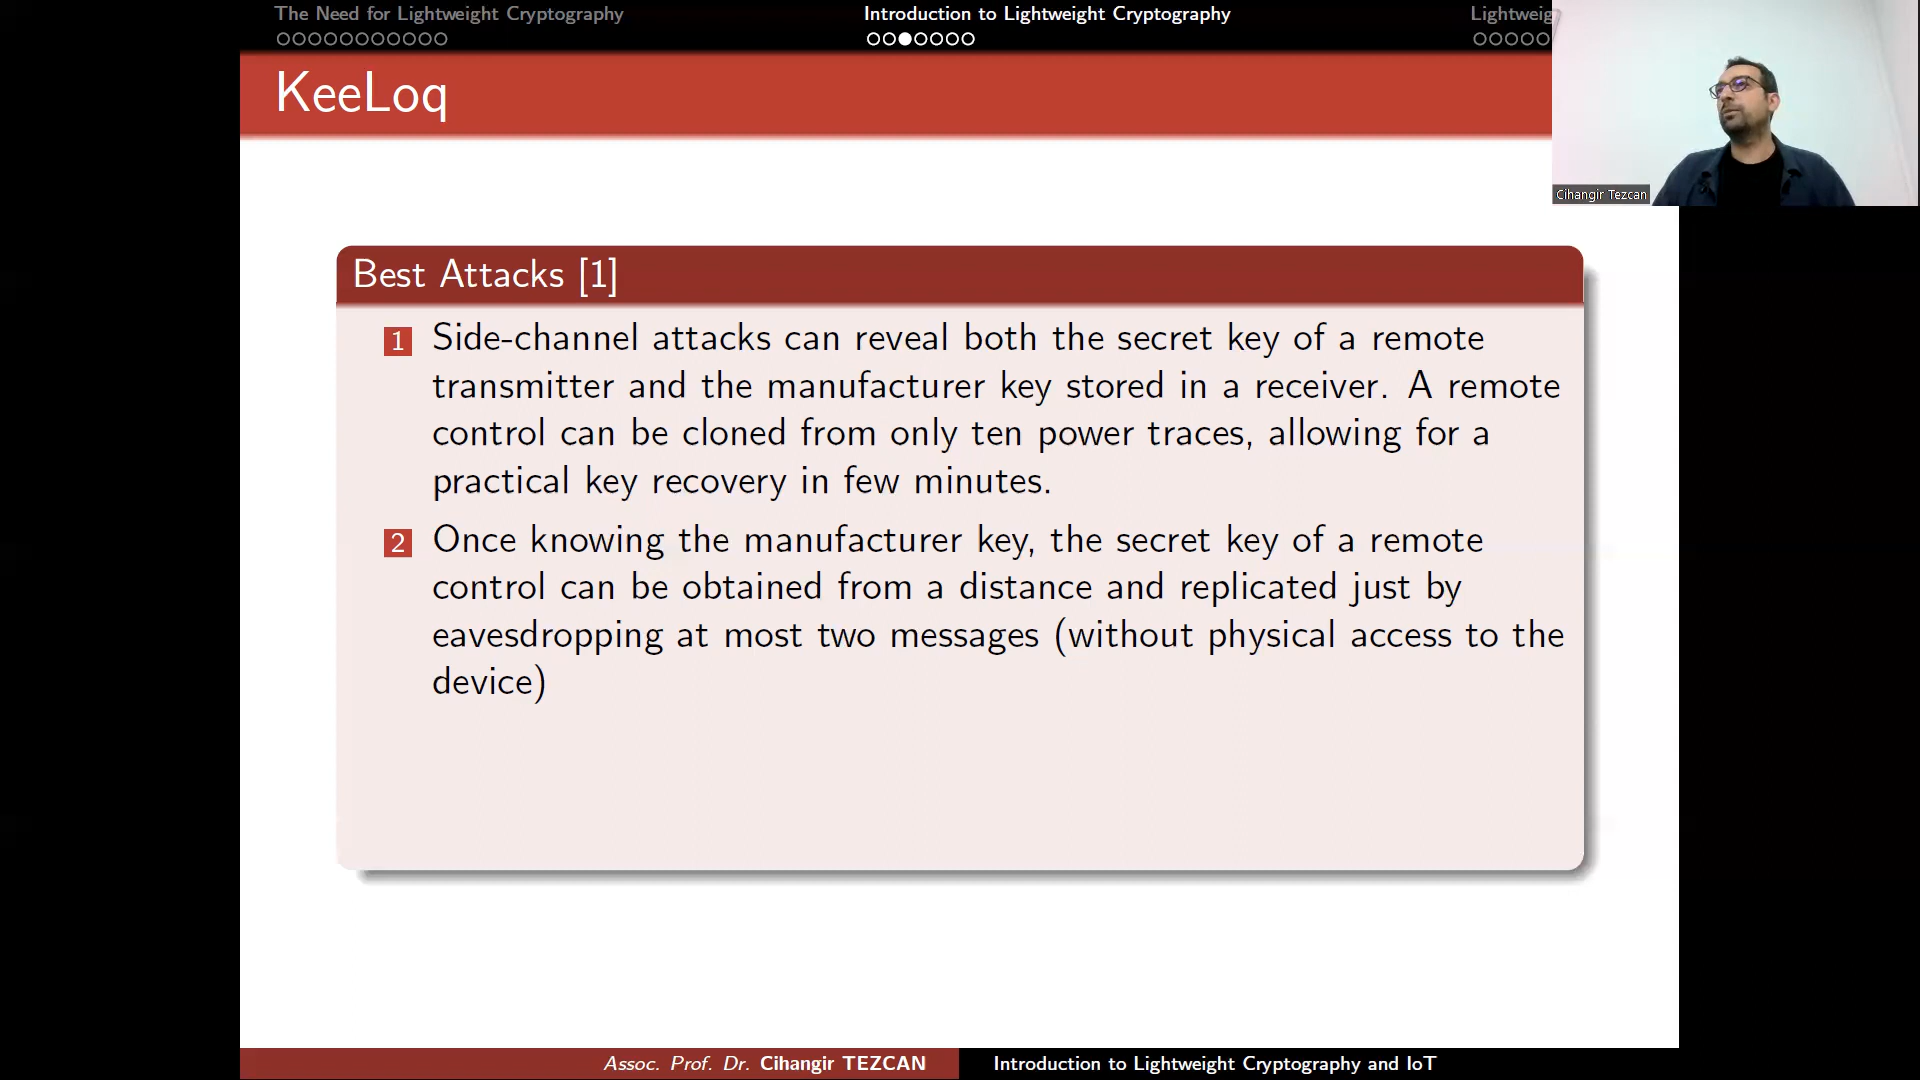 The Need for Lightweight Cryptography
Introduction to Lightweight Cryptography
Lightweig
KeeLoq
Cihangir Tezcan
Best Attacks [1]
1 Side-channel attacks can reveal both the secret key of a remote
transmitter and the manufacturer key stored in a receiver. A remote
control can be cloned from only ten power traces, allowing for a
practical key recovery in few minutes.
2 Once knowing the manufacturer key, the secret key of a remote
control can be obtained from a distance and replicated just by
eavesdropping at most two messages (without physical access to the
device)
Assoc. Prof. Dr. Cihangir TEZCAN
Introduction to Lightweight Cryptography and IoT